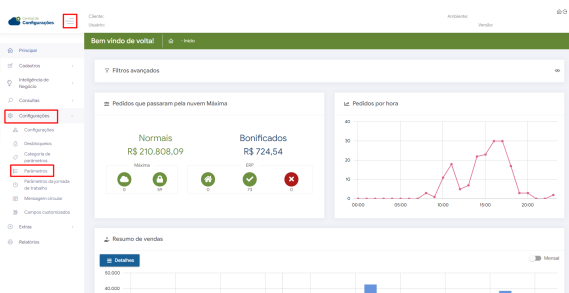 Central de
Configurações
Cliente:
Usuário:
Ambiente:
Versão:
Bem vindo de volta!
- Início
Principal
Cadastros
Inteligência de
Negócio
Consultas
Configurações
Configurações
Desbloqueios
Categoria de
parâmetros
Parâmetros
Parâmetros de jornada
de trabalho
Mensagem circular
Campos customizados
Extras
Relatórios
Filtros avançados
Pedidos que passaram pela nuvem Máxima
Normais
Bonificados
R$ 210.808,09
R$ 724,54
Máxima
ERP
0
59
0
73
0
Pedidos por hora
40
30
20
10
0
00:00
05:00
10:00
15:00
20:00
Resumo de vendas
Detalhes
Mensal
50.000
40.000